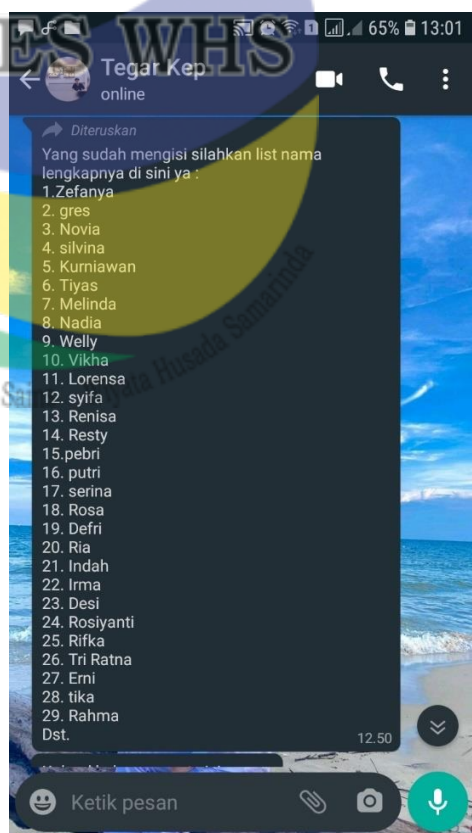 ES WHS
65% 13:01
Tegar Kep
online
Diteruskan
Yang sudah mengisi silahkan list nama
lengkapnya di sini ya :
1.Zefanya
2. gres
3. Novia
4. silvina
5. Kurniawan
6. Tiyas
7. Melinda
8. Nadia
9. Welly
10. Vikha
11. Lorensa
12. syifa
13. Renisa
14. Resty
15.pebri
16. putri
17. serina
18. Rosa
19. Defri
20. Ria
21. Indah
22. Irma
23. Desi
24. Rosiyanti
25. Rifka
26. Tri Ratna
27. Erni
28. tika
29. Rahma
Dst.
12.50
Husada Samarinda
Ketik pesan